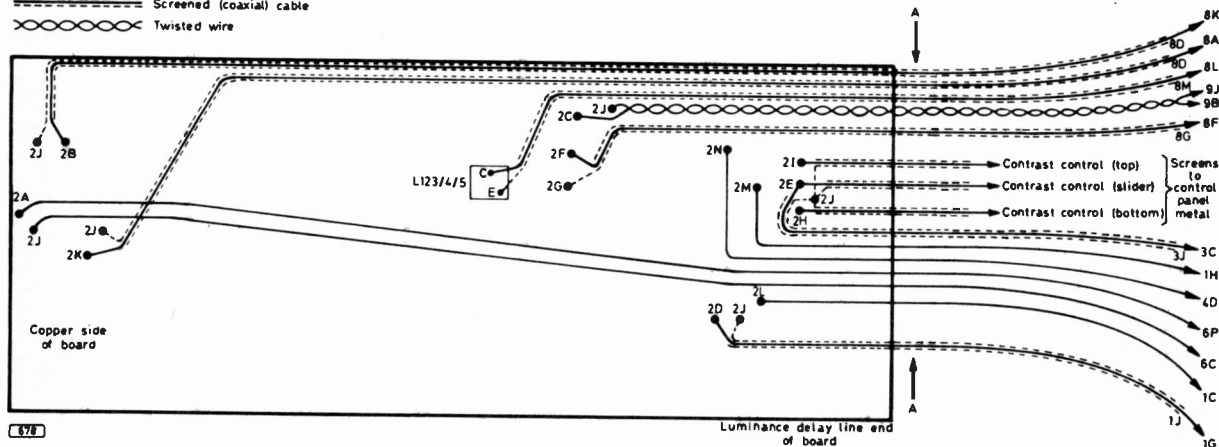 Screened (coaxial) cable
Twisted wire
A
8K
8D
8A
8D
8L
8M
9J
9B
8F
8G
2J
2B
2C
2J
2F
2G
L123/4/5
C
E
2N
2M
2I
2E
2J
2H
Contrast control (top)
Contrast control (slider)
Contrast control (bottom)
Screens
to
control
panel
metal
2A
2J
2J
2K
3C
3J
1H
4D
6P
6C
1C
1J
1G
2L
2D
2J
Copper side
of board
A
Luminance delay line end
of board
678